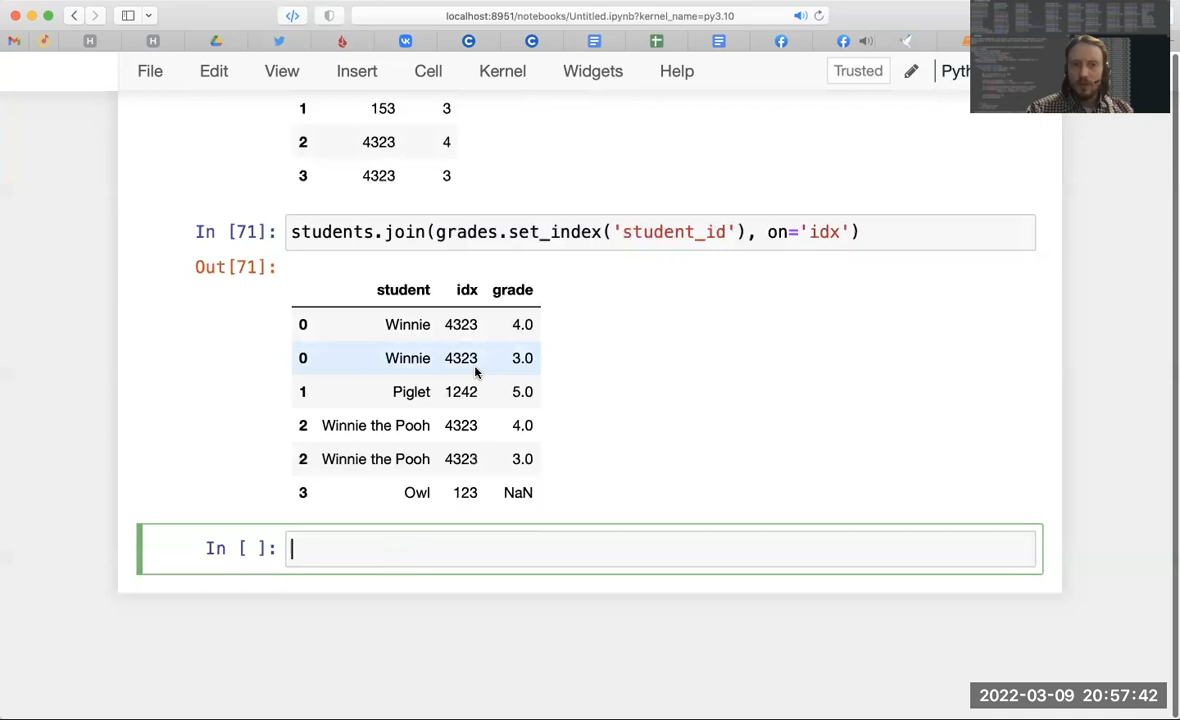 localhost:8951/notebooks/Untitled.ipynb?kernel_name=py3.10
File Edit View Insert Cell Kernel Widgets Help Trusted Pyth
1 153 3
2 4323 4
3 4323 3
In [71]: students.join(grades.set_index('student_id'), on='idx')
Out[71]:
student idx grade
0 Winnie 4323 4.0
0 Winnie 4323 3.0
1 Piglet 1242 5.0
2 Winnie the Pooh 4323 4.0
2 Winnie the Pooh 4323 3.0
3 Owl 123 NaN
In [ ]:
2022-03-09 20:57:42